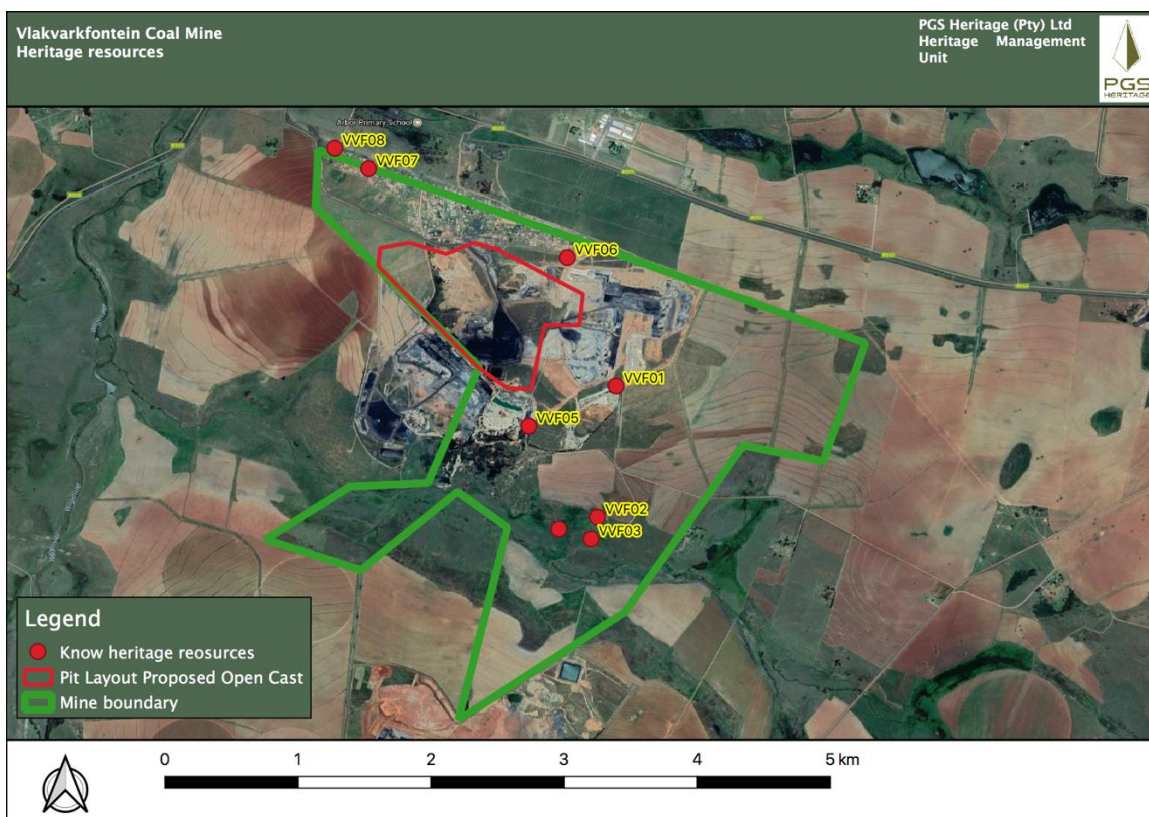 Vlakvarkfontein Coal Mine
Heritage resources
PGS Heritage (Pty) Ltd
Heritage Management
Unit
PGS
HERITAGE
Arbor Primary School
VVF08
VVF07
VVF06
VVF01
VVF05
VVF02
VVF03
Legend
Know heritage reosurces
Pit Layout Proposed Open Cast
Mine boundary
0 1 2 3 4 5 km